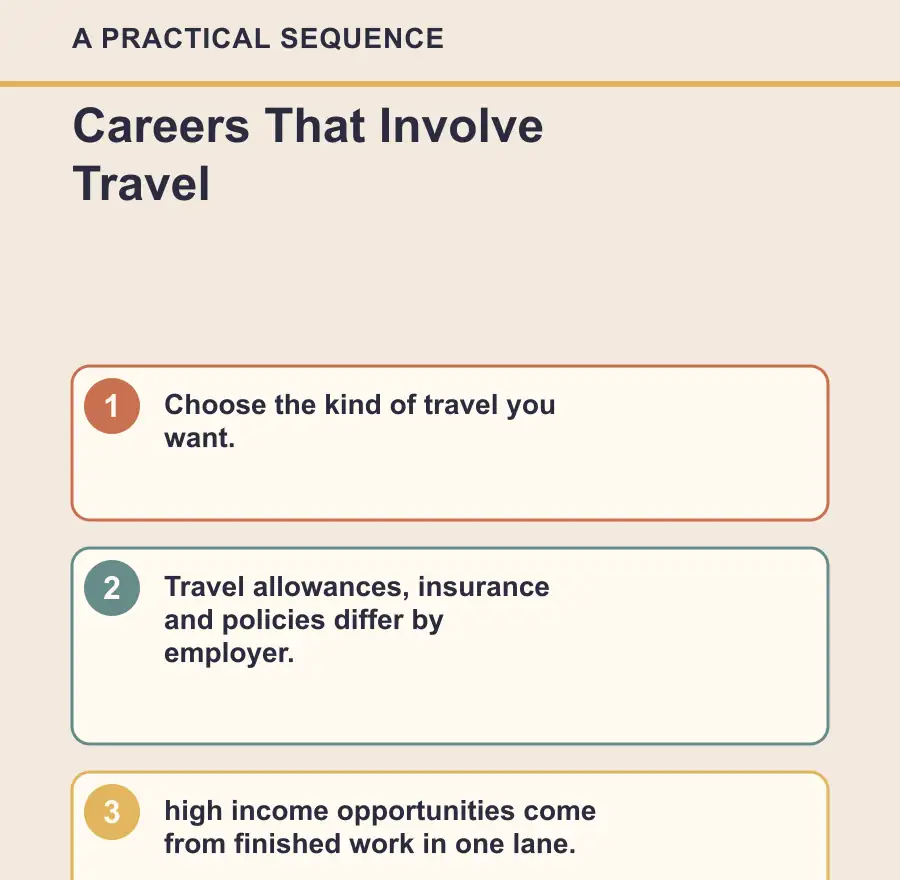 A PRACTICAL SEQUENCE
Careers That Involve
Travel
1
Choose the kind of travel you
want.
2
Travel allowances, insurance
and policies differ by
employer.
3
high income opportunities come
from finished work in one lane.